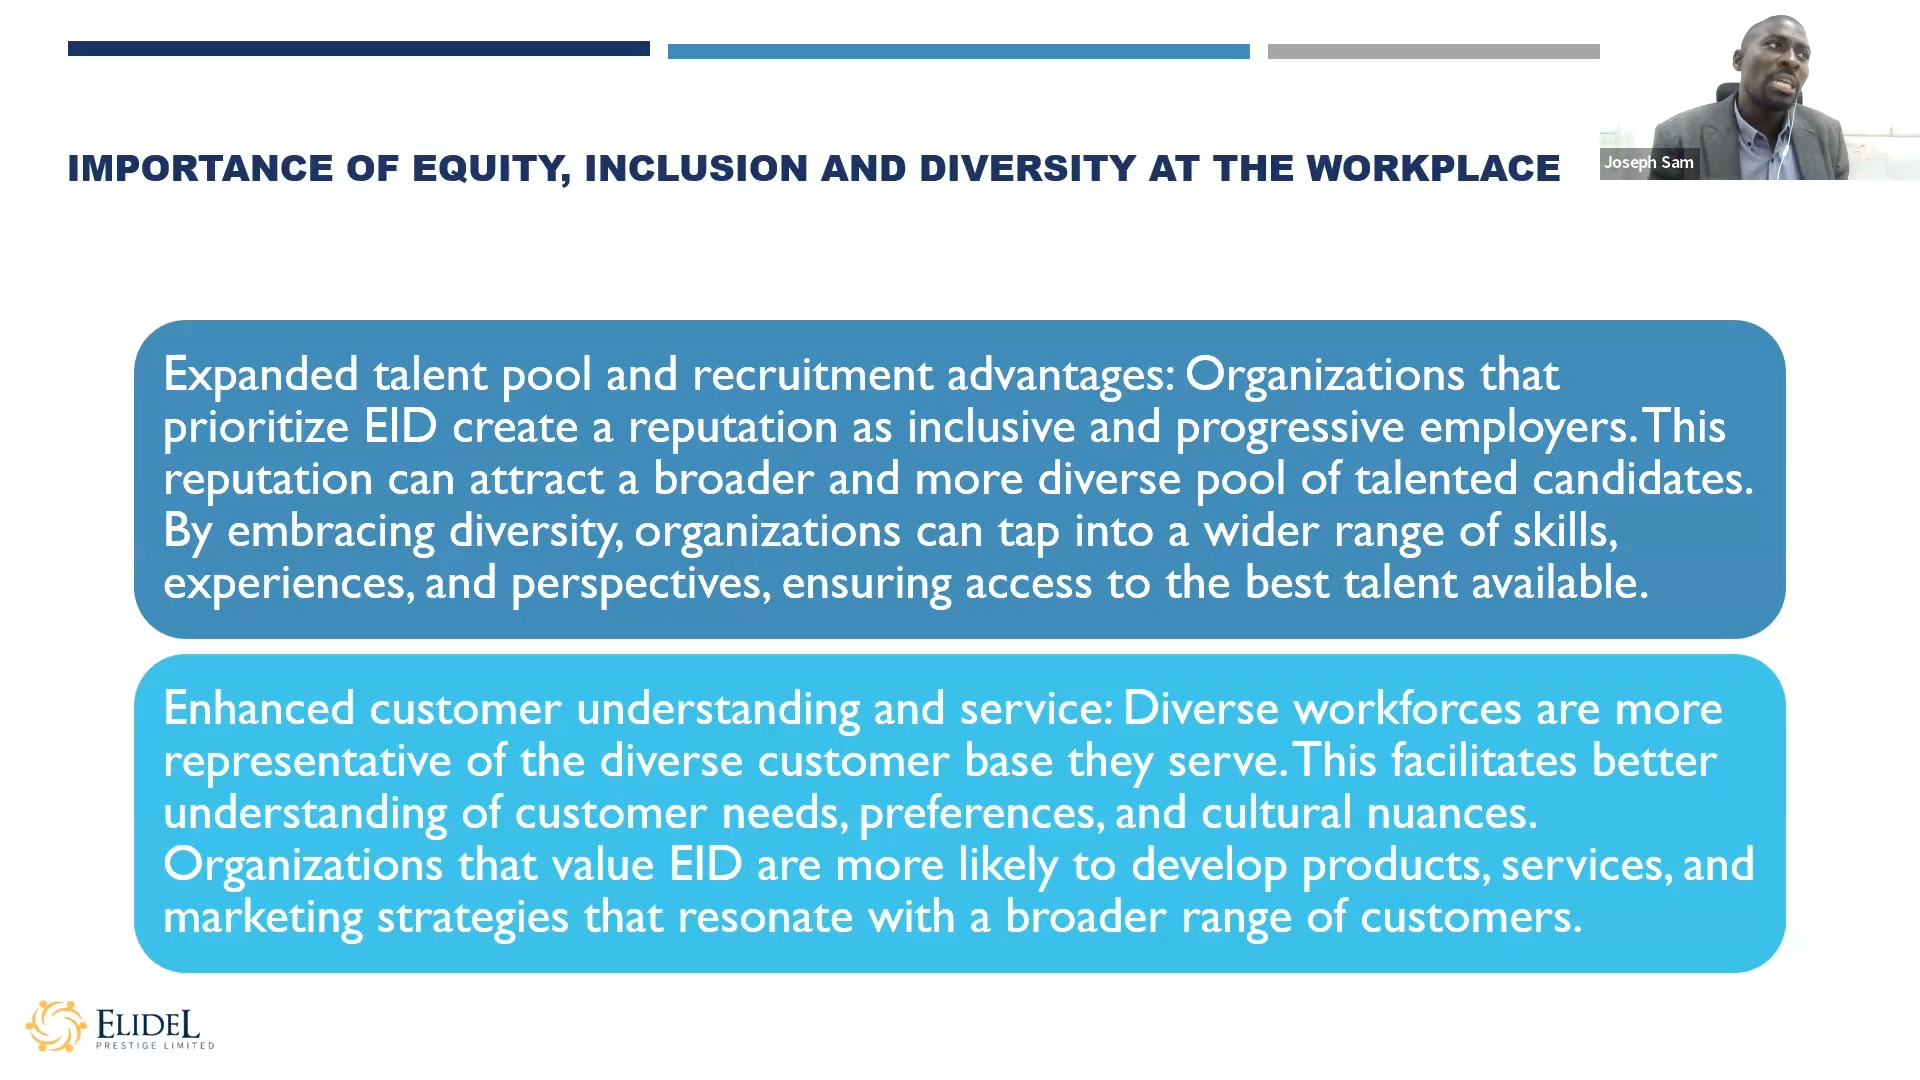 Joseph Sam
IMPORTANCE OF EQUITY, INCLUSION AND DIVERSITY AT THE WORKPLACE
Expanded talent pool and recruitment advantages: Organizations that
prioritize EID create a reputation as inclusive and progressive employers. This
reputation can attract a broader and more diverse pool of talented candidates.
By embracing diversity, organizations can tap into a wider range of skills,
experiences, and perspectives, ensuring access to the best talent available.
Enhanced customer understanding and service: Diverse workforces are more
representative of the diverse customer base they serve. This facilitates better
understanding of customer needs, preferences, and cultural nuances.
Organizations that value EID are more likely to develop products, services, and
marketing strategies that resonate with a broader range of customers.
ELIDEL
PRESTIGE LIMITED